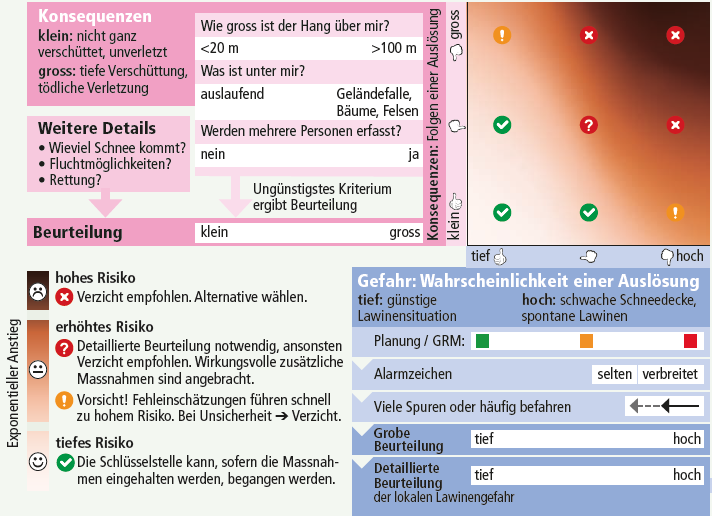 Konsequenzen
klein: nicht ganz
verschüttet, unverletzt
gross: tiefe Verschüttung,
tödliche Verletzung
Wie gross ist der Hang über mir?
<20 m >100 m
Was ist unter mir?
auslaufend Geländefalle,
Bäume, Felsen
Werden mehrere Personen erfasst?
nein ja
Weitere Details
• Wieviel Schnee kommt?
• Fluchtmöglichkeiten?
• Rettung?
Ungünstigstes Kriterium
ergibt Beurteilung
Beurteilung
klein gross
Konsequenzen: Folgen einer Auslösung
klein gross
tief hoch
hohes Risiko
Verzicht empfohlen. Alternative wählen.
erhöhtes Risiko
Detaillierte Beurteilung notwendig, ansonsten
Verzicht empfohlen. Wirkungsvolle zusätzliche
Massnahmen sind angebracht.
Vorsicht! Fehleinschätzungen führen schnell
zu hohem Risiko. Bei Unsicherheit ➔ Verzicht.
tiefes Risiko
Die Schlüsselstelle kann, sofern die Massnah-
men eingehalten werden, begangen werden.
Exponentieller Anstieg
Gefahr: Wahrscheinlichkeit einer Auslösung
tief: günstige
Lawinensituation
hoch: schwache Schneedecke,
spontane Lawinen
Planung / GRM:
Alarmzeichen selten verbreitet
Viele Spuren oder häufig befahren
Grobe
Beurteilung
tief hoch
Detaillierte
Beurteilung
tief hoch
der lokalen Lawinengefahr